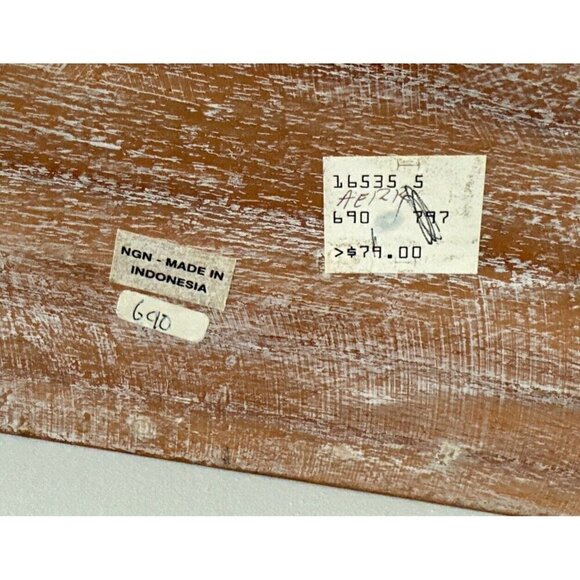 16535 5
690 797
>$79.00
NGN - MADE IN
INDONESIA
690